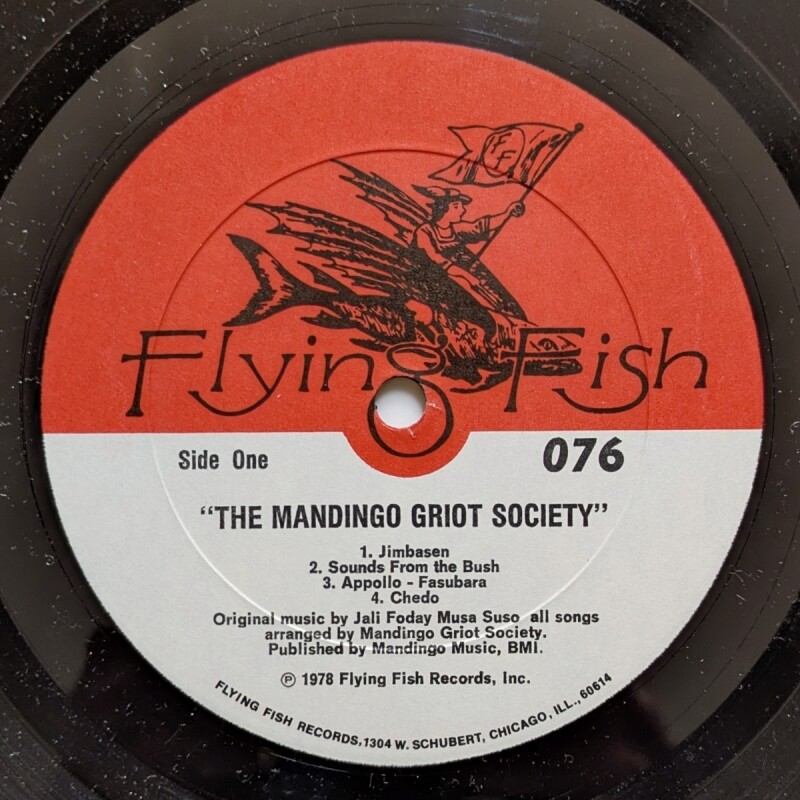 FF
Flying Fish
Side One 076
"THE MANDINGO GRIOT SOCIETY"
1. Jimbasen
2. Sounds From the Bush
3. Appollo - Fasubara
4. Chedo
Original music by Jali Foday Musa Suso all songs
arranged by Mandingo Griot Society.
Published by Mandingo Music, BMI.
℗ 1978 Flying Fish Records, Inc.
FLYING FISH RECORDS, 1304 W. SCHUBERT, CHICAGO, ILL., 60614